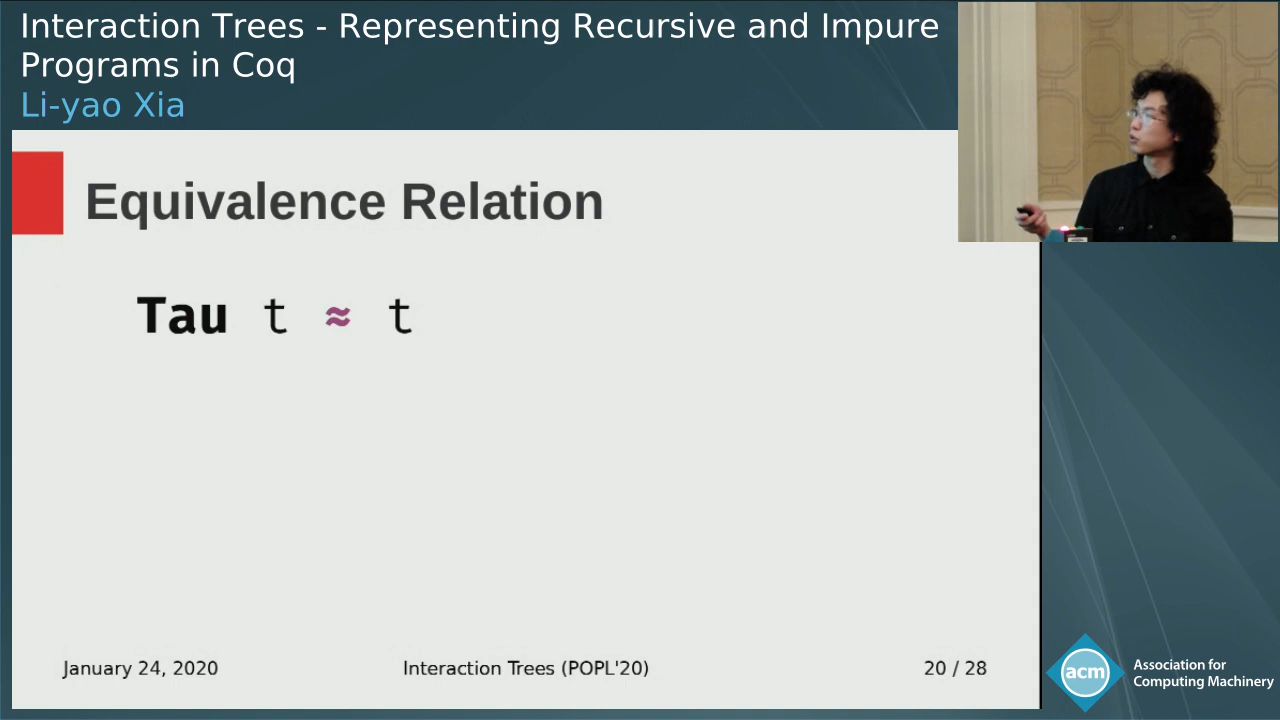 Interaction Trees - Representing Recursive and Impure
Programs in Coq
Li-yao Xia
Equivalence Relation
Tau t ≈ t
January 24, 2020
Interaction Trees (POPL'20)
20 / 28
acm
Association for
Computing Machinery